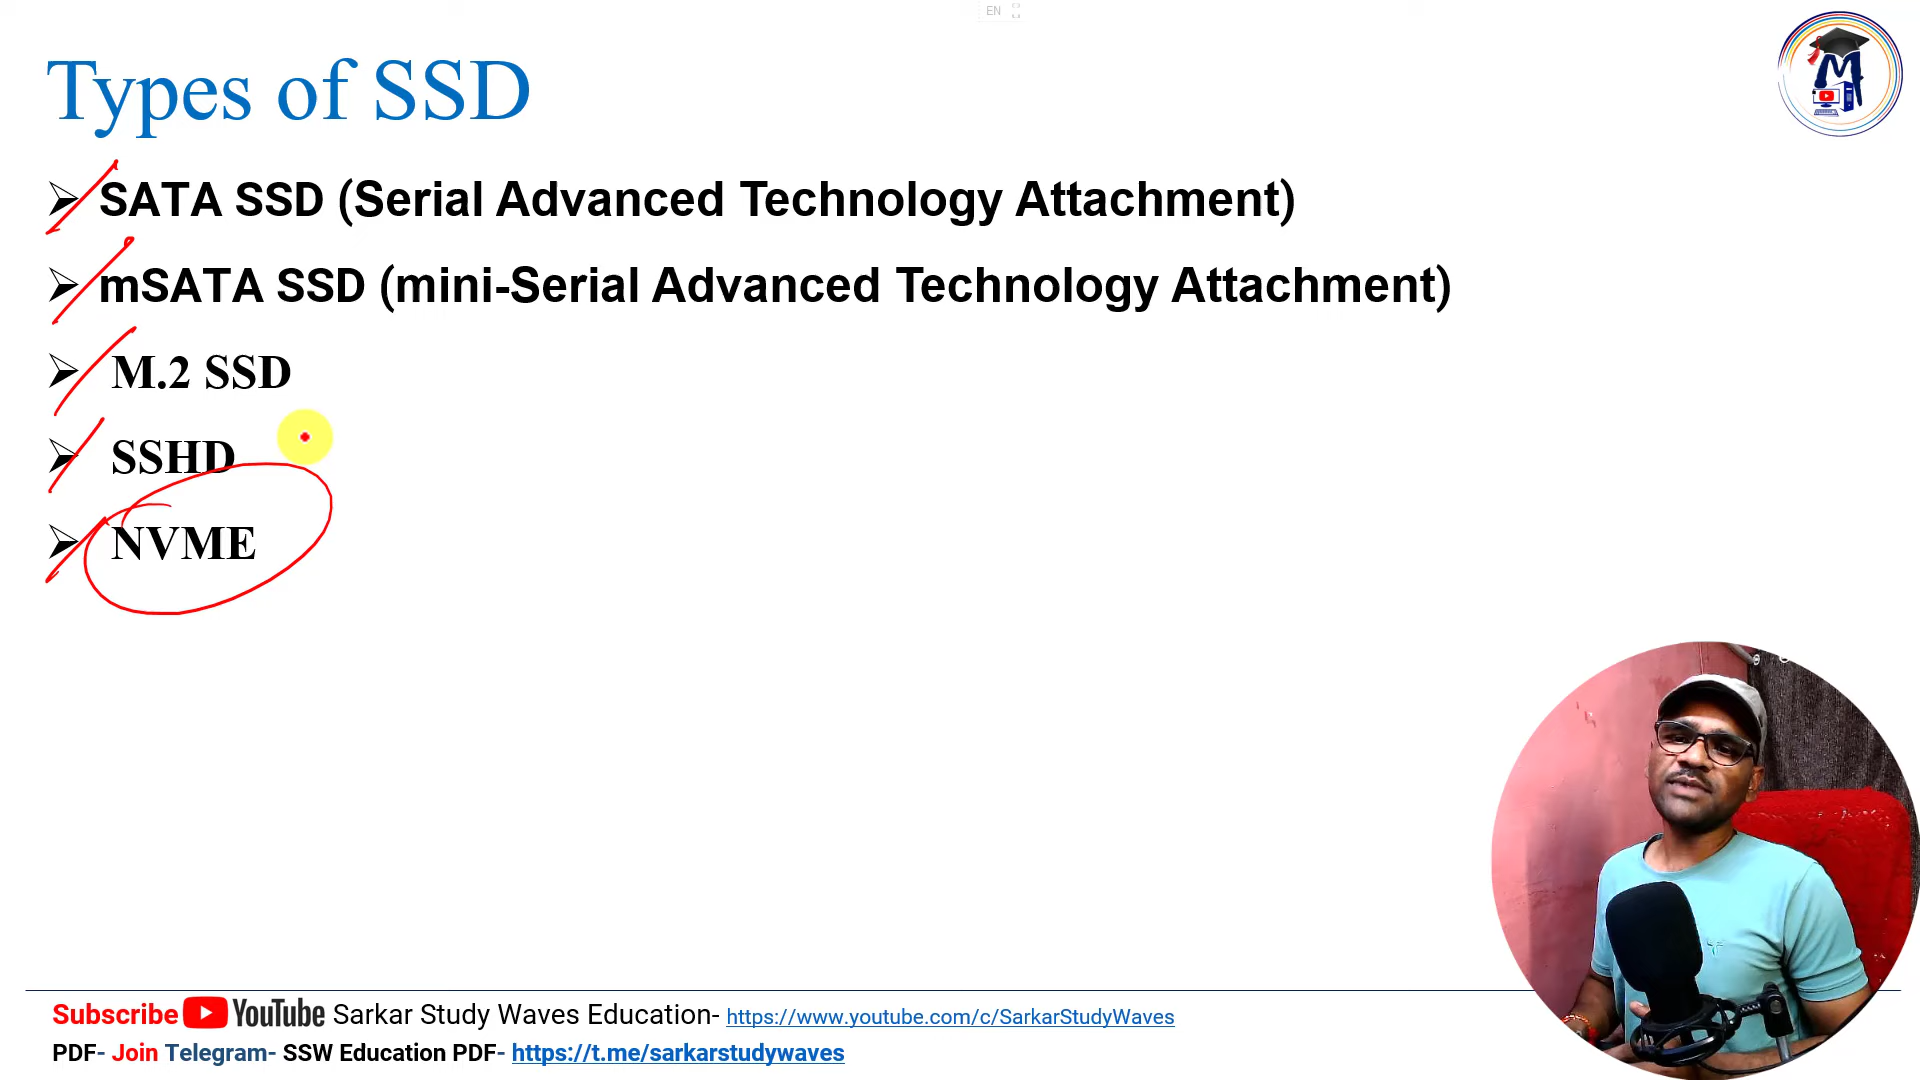 EN
Types of SSD
SATA SSD (Serial Advanced Technology Attachment)
mSATA SSD (mini-Serial Advanced Technology Attachment)
M.2 SSD
SSHD
NVME
Subscribe YouTube Sarkar Study Waves Education- https://www.youtube.com/c/SarkarStudyWaves
PDF- Join Telegram- SSW Education PDF- https://t.me/sarkarstudywaves